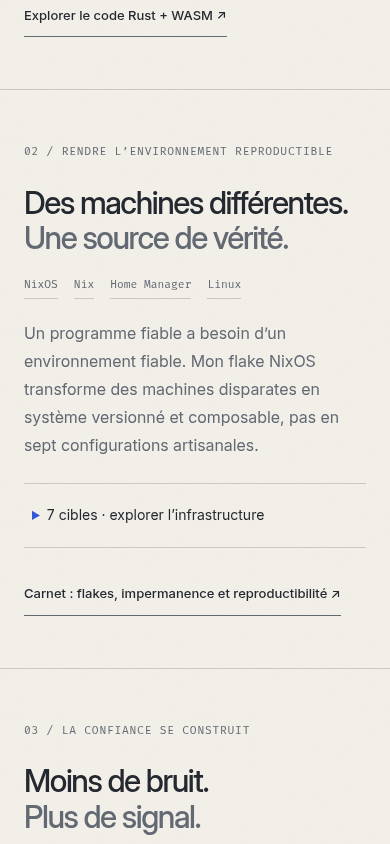 Explorer le code Rust + WASM ↗
02 / RENDRE L’ENVIRONNEMENT REPRODUCTIBLE
Des machines différentes.
Une source de vérité.
NixOS Nix Home Manager Linux
Un programme fiable a besoin d’un
environnement fiable. Mon flake NixOS
transforme des machines disparates en
système versionné et composable, pas en
sept configurations artisanales.
▶ 7 cibles · explorer l’infrastructure
Carnet : flakes, impermanence et reproductibilité ↗
03 / LA CONFIANCE SE CONSTRUIT
Moins de bruit.
Plus de signal.